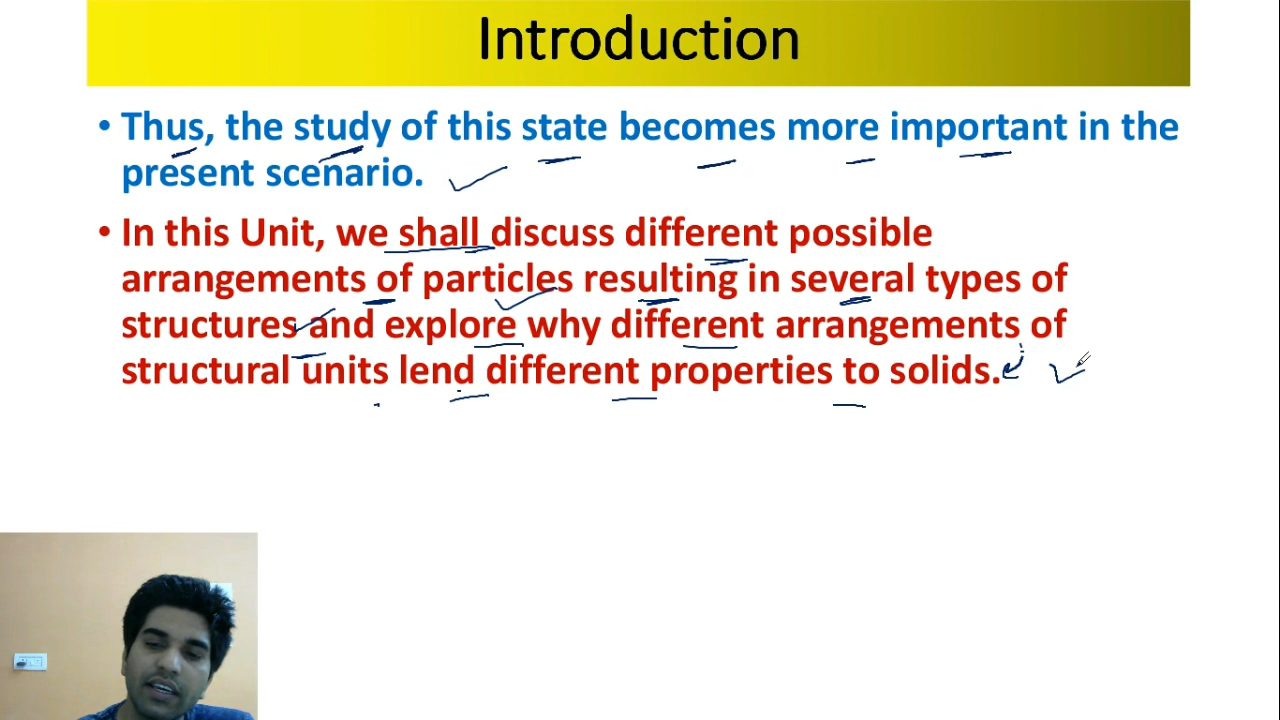 Introduction
• Thus, the study of this state becomes more important in the
present scenario.
• In this Unit, we shall discuss different possible
arrangements of particles resulting in several types of
structures and explore why different arrangements of
structural units lend different properties to solids.